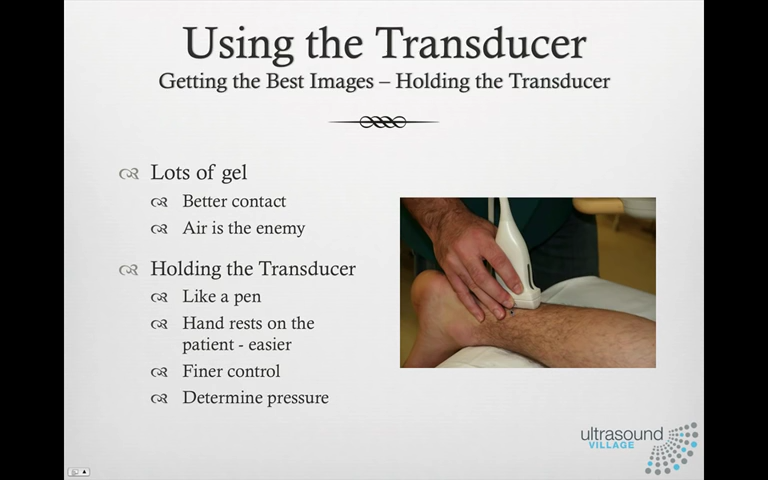 Using the Transducer
Getting the Best Images – Holding the Transducer
Lots of gel
Better contact
Air is the enemy
Holding the Transducer
Like a pen
Hand rests on the
patient - easier
Finer control
Determine pressure
ultrasound
VILLAGE